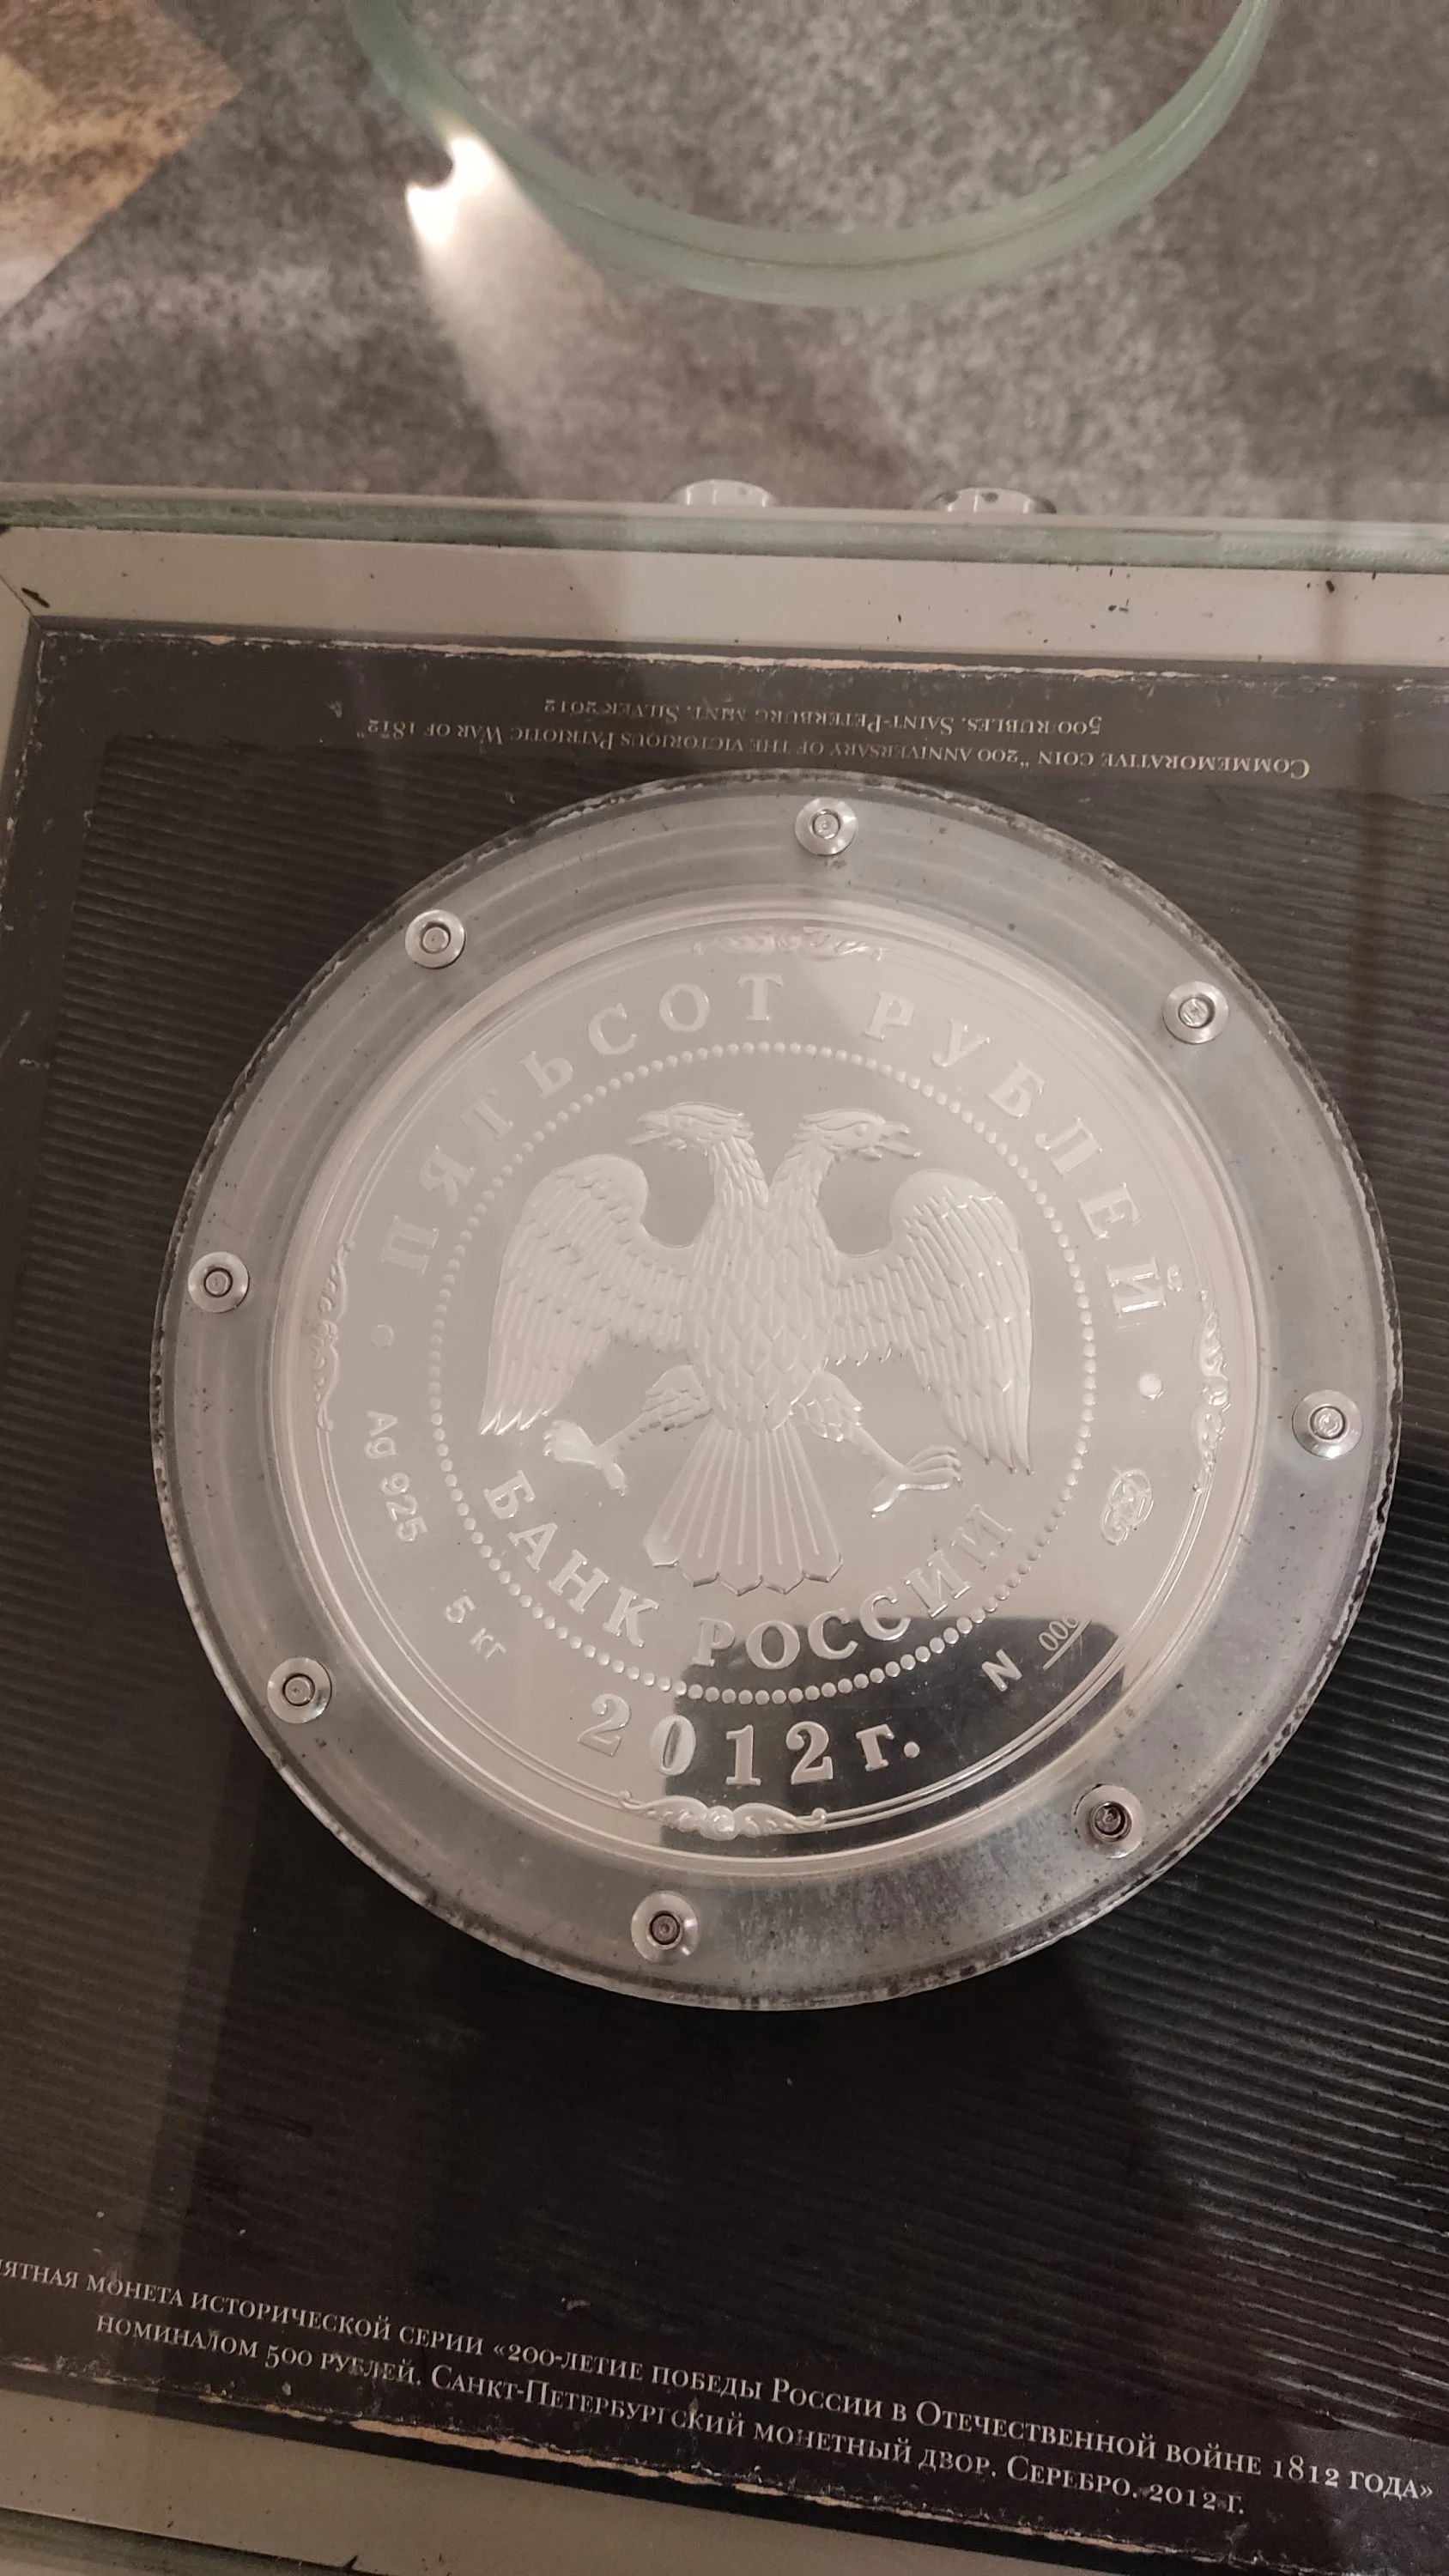 COMMEMORATIVE COIN "200 ANNIVERSARY OF THE VICTORIOUS PATRIOTIC WAR OF 1812"
500 RUBLES. SAINT-PETERBURG MINT. SILVER 2012
ПЯТЬСОТ РУБЛЕЙ
БАНК РОССИИ
Ag 925
5 кг
N
2012 г.
МОНЕТА ИСТОРИЧЕСКОЙ СЕРИИ «200-ЛЕТИЕ ПОБЕДЫ РОССИИ В ОТЕЧЕСТВЕННОЙ ВОЙНЕ 1812 ГОДА»
НОМИНАЛОМ 500 РУБЛЕЙ. САНКТ-ПЕТЕРБУРГСКИЙ МОНЕТНЫЙ ДВОР. СЕРЕБРО. 2012 Г.